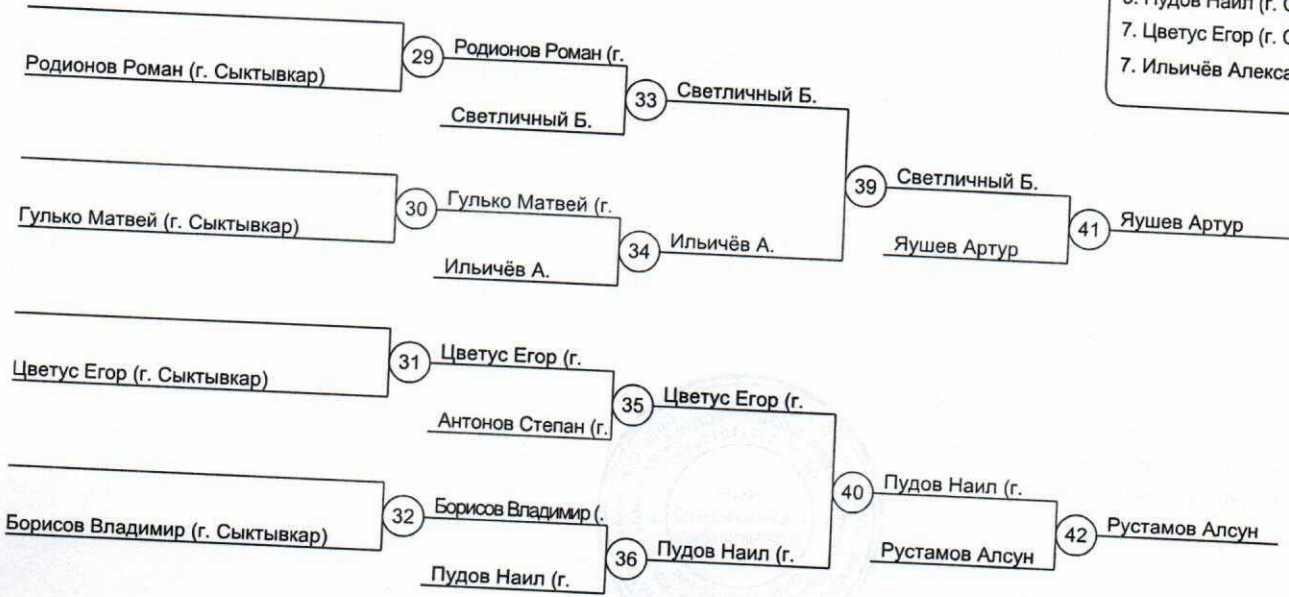 Пудов Наил (г.
7. Цветус Егор (г.
7. Ильичёв Алекса
Родионов Роман (г. Сыктывкар)
29
Родионов Роман (г.
Светличный Б.
33
Светличный Б.
Гулько Матвей (г. Сыктывкар)
30
Гулько Матвей (г.
Ильичёв А.
34
Ильичёв А.
39
Светличный Б.
Яушев Артур
41
Яушев Артур
Цветус Егор (г. Сыктывкар)
31
Цветус Егор (г.
Антонов Степан (г.
35
Цветус Егор (г.
Борисов Владимир (г. Сыктывкар)
32
Борисов Владимир (.
Пудов Наил (г.
36
Пудов Наил (г.
40
Пудов Наил (г.
Рустамов Алсун
42
Рустамов Алсун